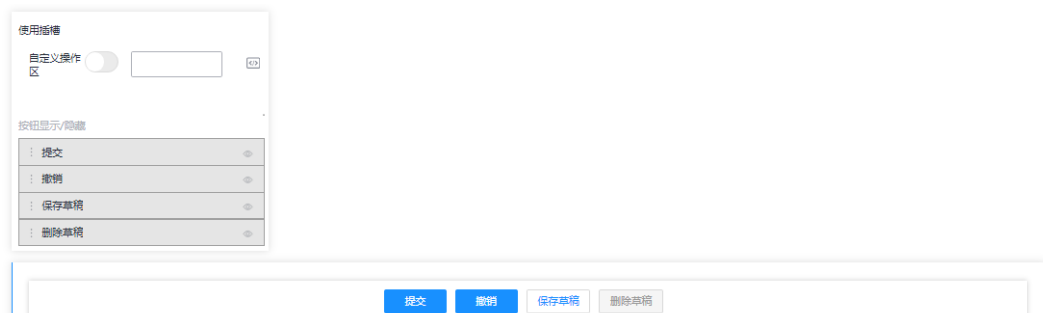 使用插槽
自定义操作
区
按钮显示/隐藏
提交
撤销
保存草稿
删除草稿
提交 撤销 保存草稿 删除草稿